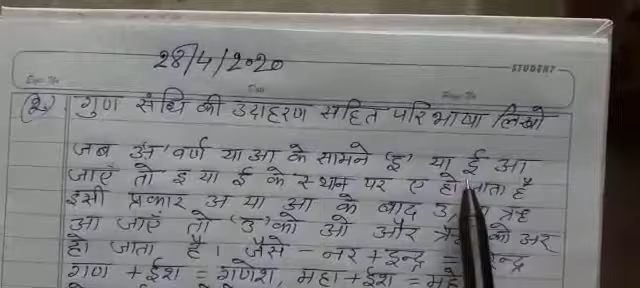 28/4/2020
STUDENT
(2) गुण संधि की उदाहरण सहित परिभाषा लिखो
जब 'अ' वर्ण या आ के सामने 'इ' या ई आ
जाएँ तो इ या ई के स्थान पर ए हो जाता है
इसी प्रकार अ या आ के बाद उ,
आ जाएँ तो 'उ' को ओ और को अर्
हो जाता है। जैसे - नर + इन्द्र =
गण + ईश = गणेश, महा + ईश =